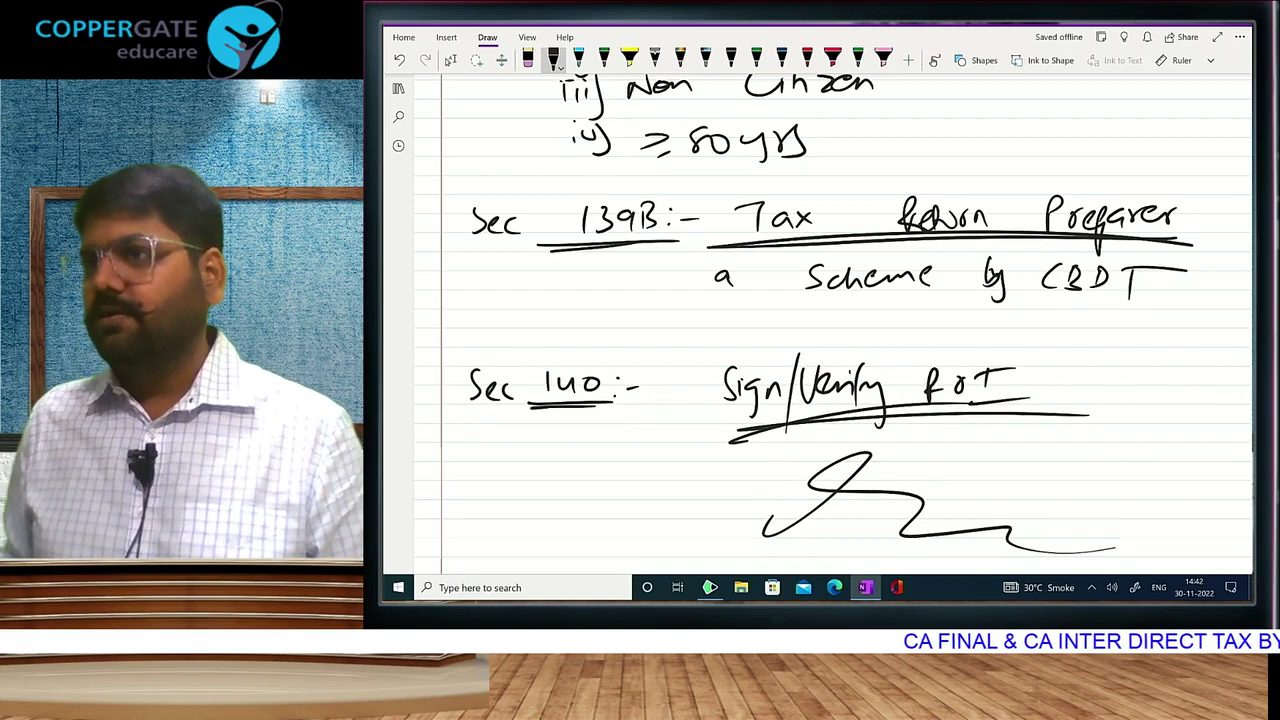 COPPERGATE
educare
Home Insert Draw View Help
Saved offline
Share
Shapes
Ink to Shape
Ink to Text
Ruler
iii) Non Citizen
iv) ≥ 80 yrs
Sec 139B:- Tax Return Preparer
a scheme by CBDT
Sec 140:- Sign/Verify ROI
Type here to search
30°C Smoke
ENG
14:42
30-11-2022
CA FINAL & CA INTER DIRECT TAX BY